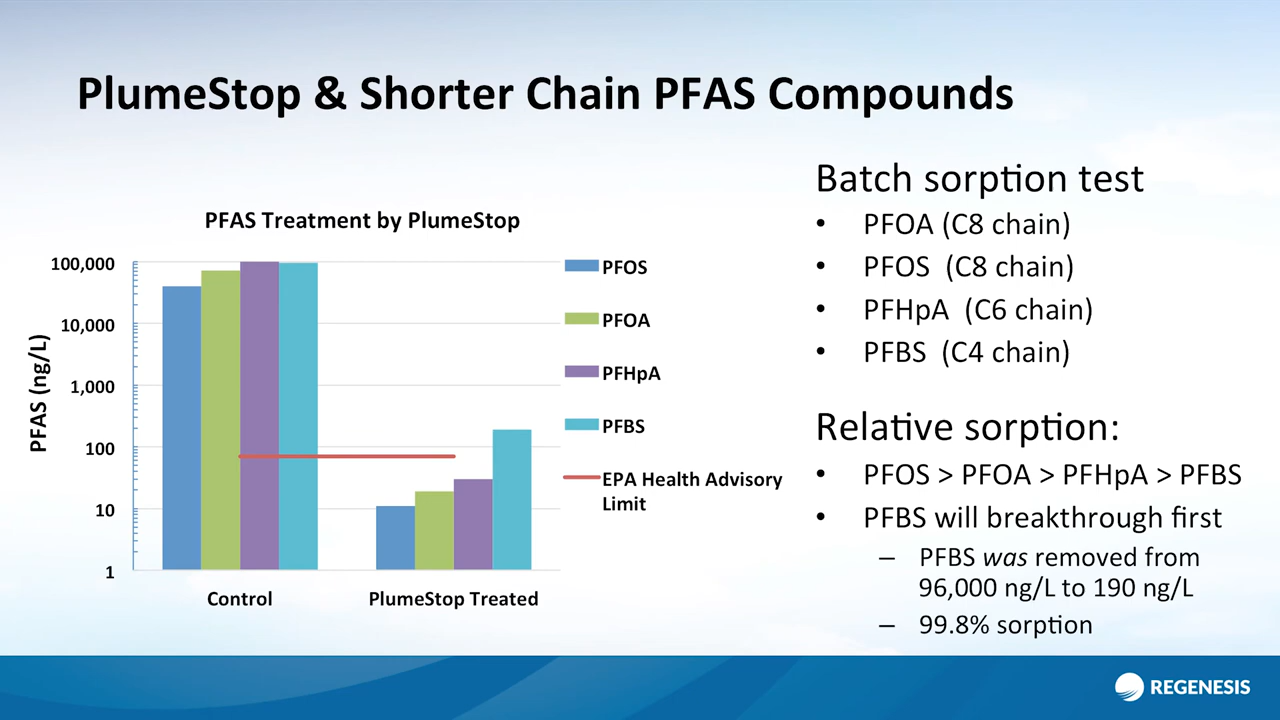 PlumeStop & Shorter Chain PFAS Compounds
PFAS Treatment by PlumeStop
PFAS (ng/L)
100,000
10,000
1,000
100
10
1
Control
PlumeStop Treated
PFOS
PFOA
PFHpA
PFBS
EPA Health Advisory
Limit
Batch sorption test
• PFOA (C8 chain)
• PFOS (C8 chain)
• PFHpA (C6 chain)
• PFBS (C4 chain)
Relative sorption:
• PFOS > PFOA > PFHpA > PFBS
• PFBS will breakthrough first
– PFBS was removed from
96,000 ng/L to 190 ng/L
– 99.8% sorption
REGENESIS